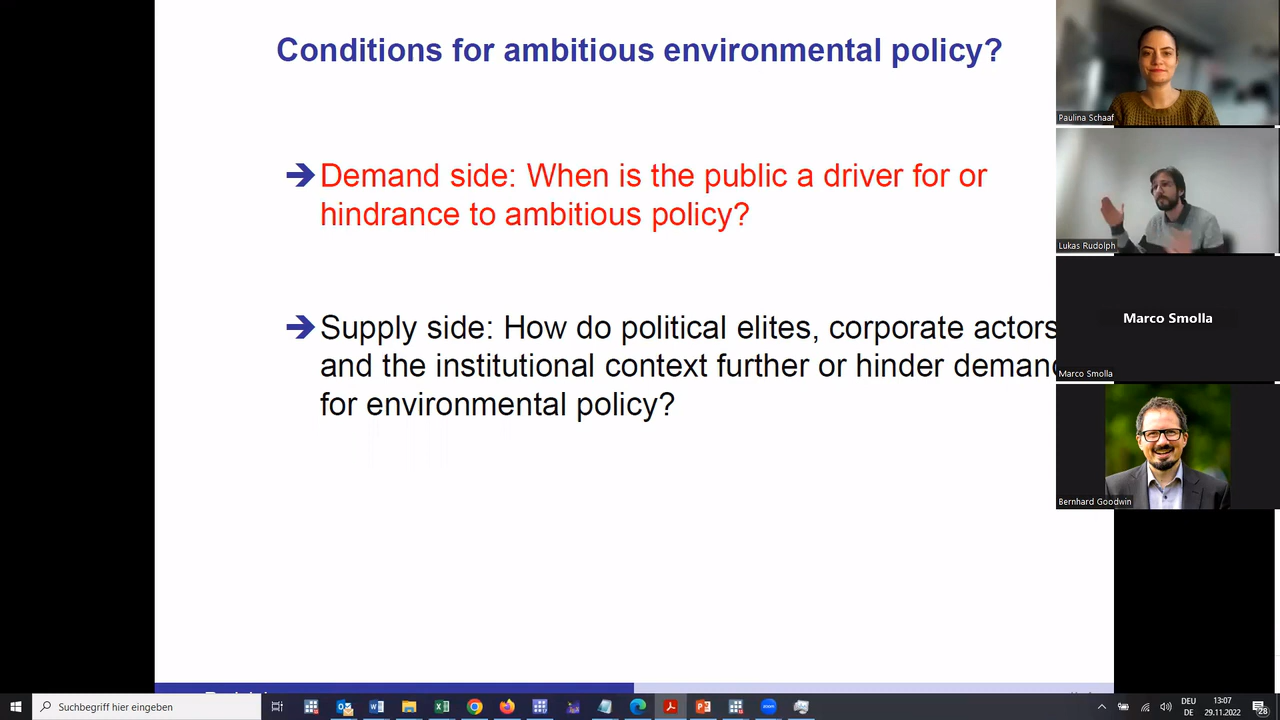 Conditions for ambitious environmental policy?
Demand side: When is the public a driver for or
hindrance to ambitious policy?
Supply side: How do political elites, corporate actors
and the institutional context further or hinder deman
for environmental policy?
Paulina Schaaf
Lukas Rudolph
Marco Smolla
Marco Smolla
Bernhard Goodwin
Suchbegriff hier eingeben
DEU
DE
13:07
29.11.2022
28